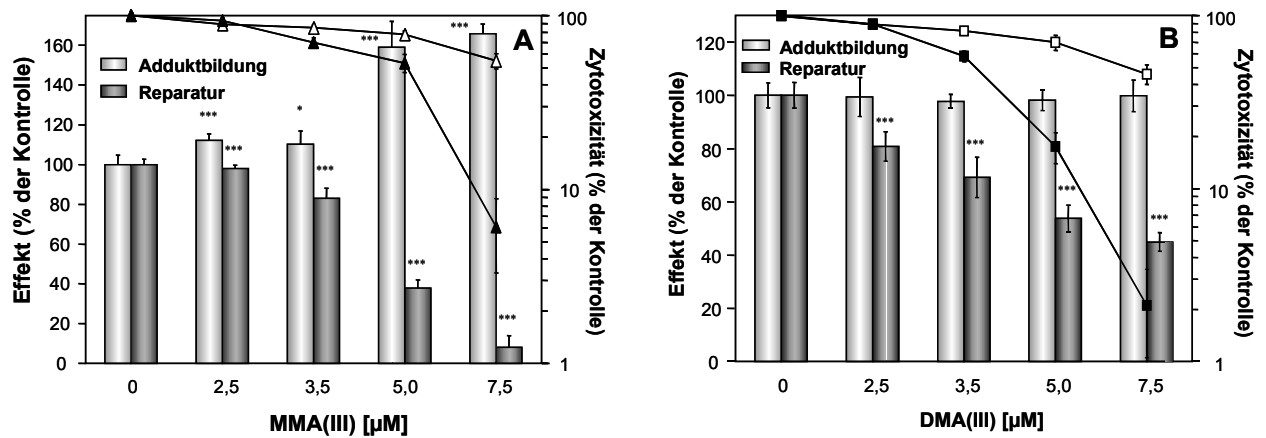 A
Effekt (% der Kontrolle)
160
140
120
100
80
60
40
20
0
Adduktbildung
Reparatur
***
***
*
***
***
***
***
***
100
10
1
Zytotoxizität (% der Kontrolle)
0 2,5 3,5 5,0 7,5
MMA(III) [µM]
B
Effekt (% der Kontrolle)
120
100
80
60
40
20
0
Adduktbildung
Reparatur
***
***
***
***
100
10
1
Zytotoxizität (% der Kontrolle)
0 2,5 3,5 5,0 7,5
DMA(III) [µM]